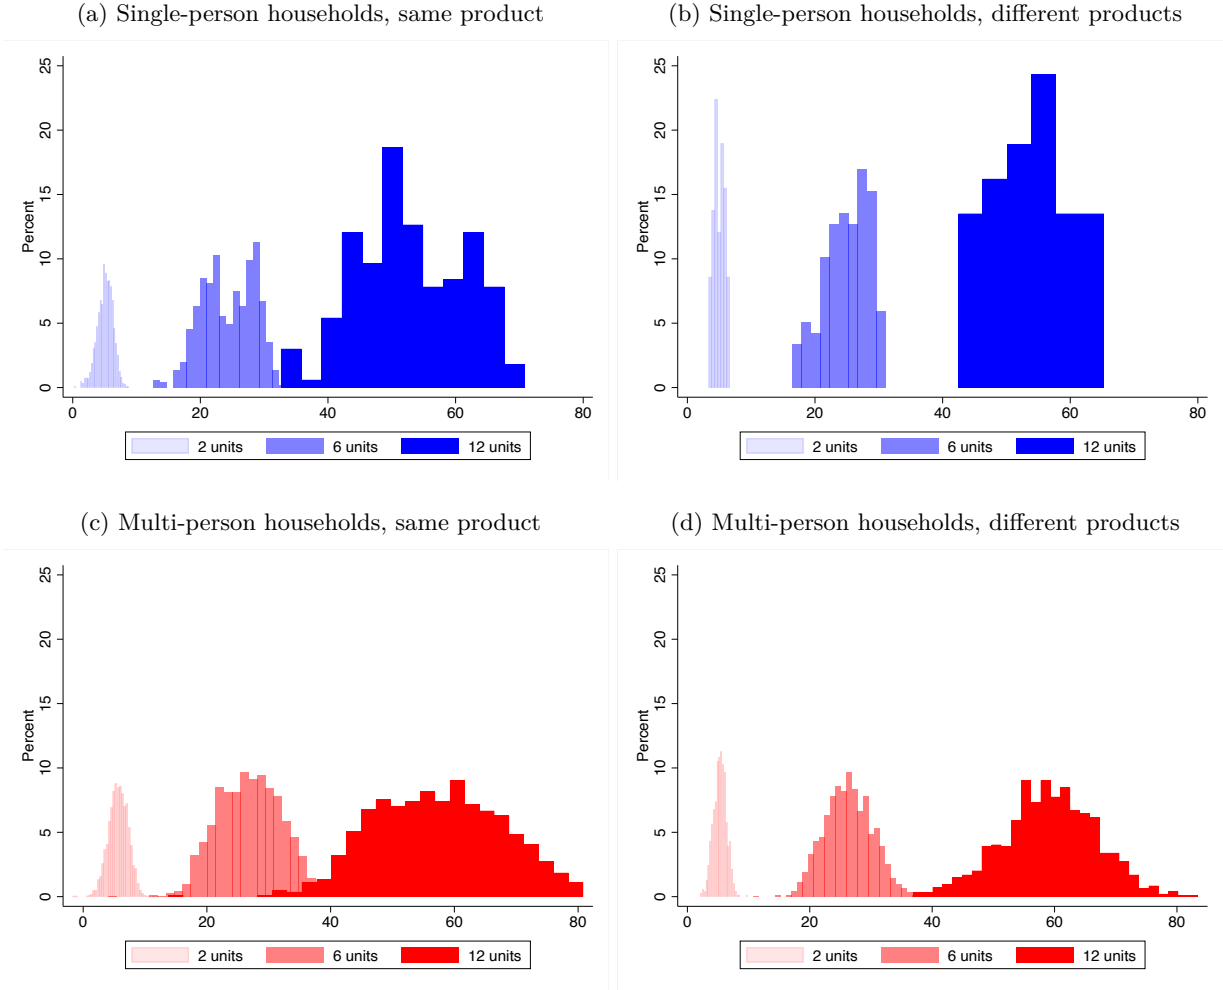 (a) Single-person households, same product
25
20
15
10
5
0
Percent
0 20 40 60 80
2 units 6 units 12 units
(b) Single-person households, different products
25
20
15
10
5
0
Percent
0 20 40 60 80
2 units 6 units 12 units
(c) Multi-person households, same product
25
20
15
10
5
0
Percent
0 20 40 60 80
2 units 6 units 12 units
(d) Multi-person households, different products
25
20
15
10
5
0
Percent
0 20 40 60 80
2 units 6 units 12 units